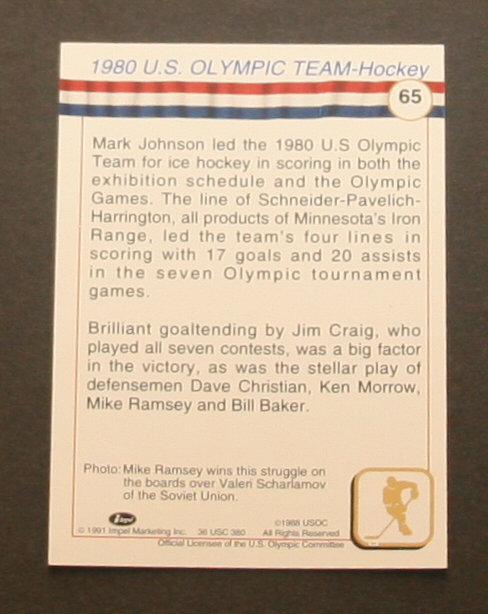 1980 U.S. OLYMPIC TEAM-Hockey
65
Mark Johnson led the 1980 U.S Olympic
Team for ice hockey in scoring in both the
exhibition schedule and the Olympic
Games. The line of Schneider-Pavelich-
Harrington, all products of Minnesota's Iron
Range, led the team's four lines in
scoring with 17 goals and 20 assists
in the seven Olympic tournament
games.
Brilliant goaltending by Jim Craig, who
played all seven contests, was a big factor
in the victory, as was the stellar play of
defensemen Dave Christian, Ken Morrow,
Mike Ramsey and Bill Baker.
Photo: Mike Ramsey wins this struggle on
the boards over Valeri Scharlamov
of the Soviet Union.
Impel
©1988 USOC
© 1991 Impel Marketing Inc. 36 USC 380 All Rights Reserved
Official Licensee of the U.S. Olympic Committee